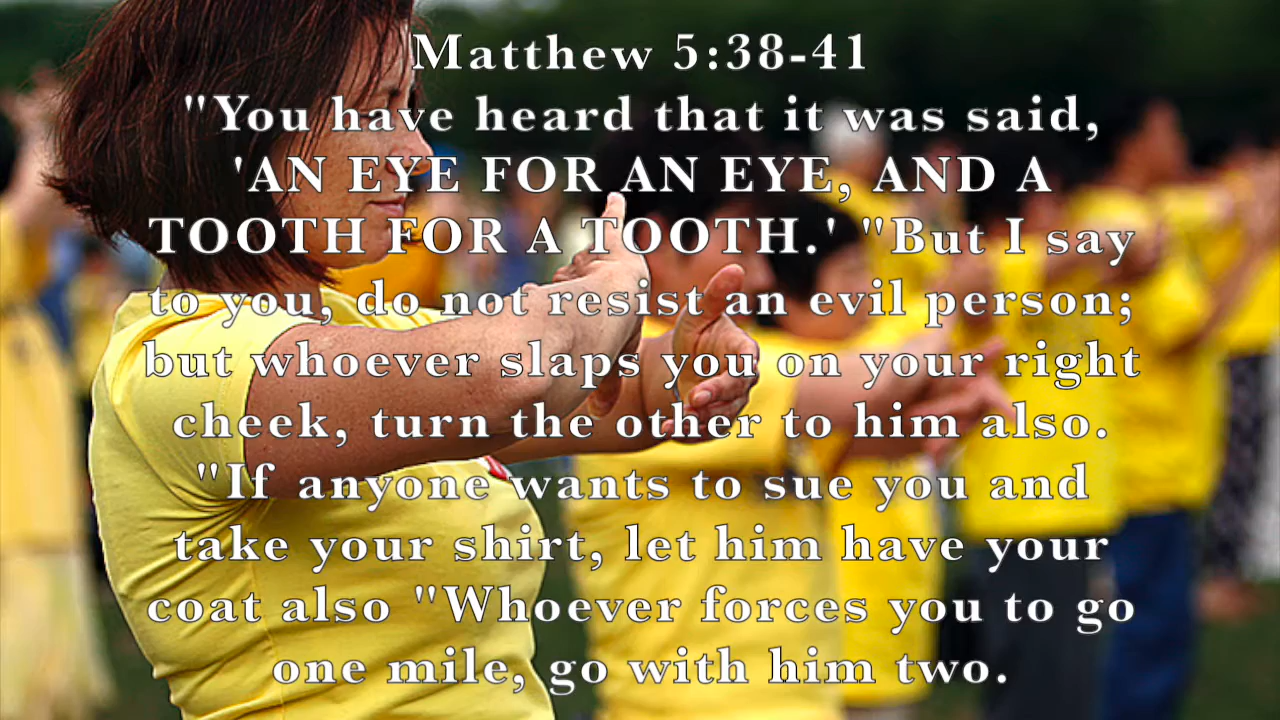 Matthew 5:38-41
"You have heard that it was said,
'AN EYE FOR AN EYE, AND A
TOOTH FOR A TOOTH.' "But I say
to you, do not resist an evil person;
but whoever slaps you on your right
cheek, turn the other to him also.
"If anyone wants to sue you and
take your shirt, let him have your
coat also "Whoever forces you to go
one mile, go with him two.